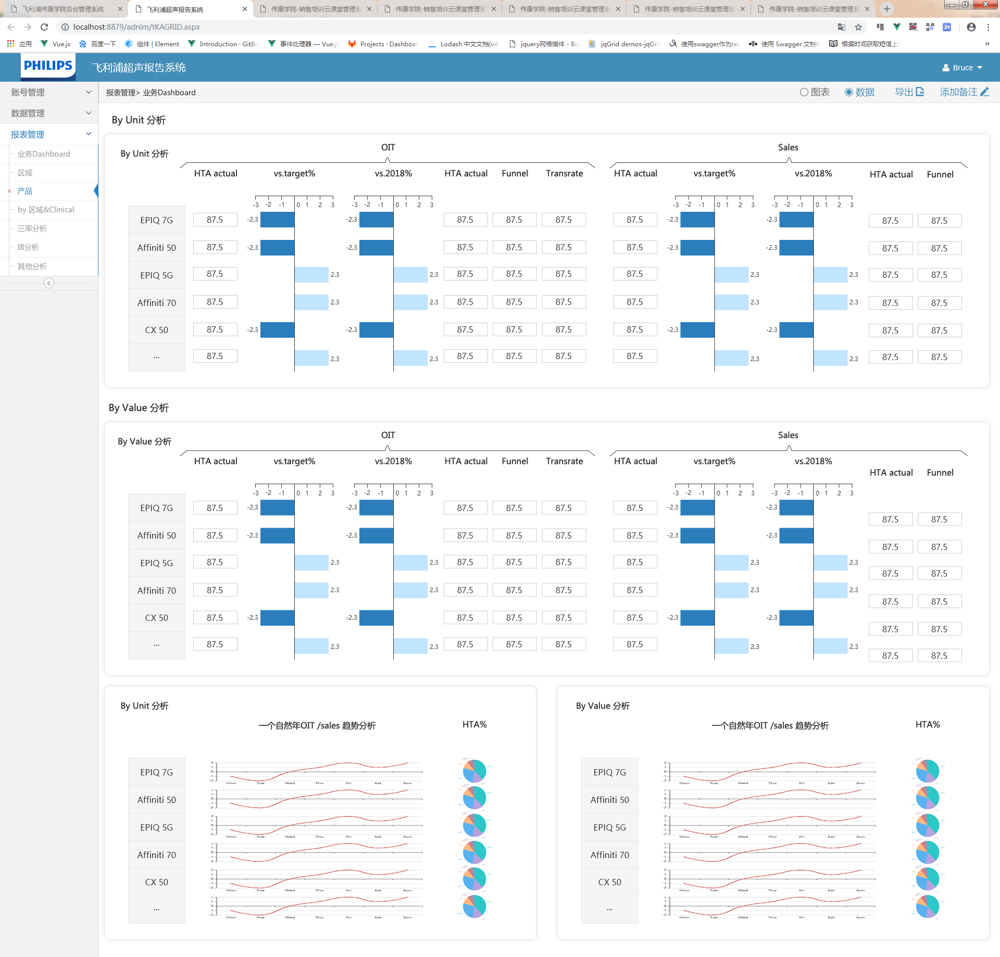 飞利浦伟康学院后台管理系统
飞利浦超声报告系统
伟康学院-销售培训云课堂管理系
伟康学院-销售培训云课堂管理系
伟康学院-销售培训云课堂管理系
伟康学院-销售培训云课堂管理系
伟康学院-销售培训云课堂管理系
localhost:8879/adnim/tKAGRID.aspx
JH
应用 Vue.js 百度一下 组件 | Element Introduction · GitBo 事件处理器 — Vue.js Projects · Dashboar Lodash 中文文档(v4. jquery网格插件 - Bo jqGrid demos-jqGri 使用swagger作为res 使用 Swagger 文档 根据时间获取短信上 »
PHILIPS 飞利浦超声报告系统 Bruce
账号管理
数据管理
报表管理
业务Dashboard
区域
» 产品
by 区域&Clinical
三率分析
IB分析
其他分析
«
报表管理> 业务Dashboard 图表 数据 导出 添加备注
By Unit 分析
By Unit 分析 OIT Sales
HTA actual vs.target% vs.2018% HTA actual Funnel Transrate HTA actual vs.target% vs.2018% HTA actual Funnel
-3 -2 -1 0 1 2 3 -3 -2 -1 0 1 2 3 -3 -2 -1 0 1 2 3 -3 -2 -1 0 1 2 3
EPIQ 7G 87.5 -2.3 -2.3 87.5 87.5 87.5 87.5 -2.3 -2.3 87.5 87.5
Affiniti 50 87.5 -2.3 -2.3 87.5 87.5 87.5 87.5 -2.3 -2.3 87.5 87.5
EPIQ 5G 87.5 2.3 2.3 87.5 87.5 87.5 87.5 2.3 2.3 87.5 87.5
Affiniti 70 87.5 2.3 2.3 87.5 87.5 87.5 87.5 2.3 2.3 87.5 87.5
CX 50 87.5 -2.3 -2.3 87.5 87.5 87.5 87.5 -2.3 -2.3 87.5 87.5
... 87.5 2.3 2.3 87.5 87.5 87.5 87.5 2.3 2.3 87.5 87.5
By Value 分析
By Value 分析 OIT Sales
HTA actual vs.target% vs.2018% HTA actual Funnel Transrate HTA actual vs.target% vs.2018% HTA actual Funnel
-3 -2 -1 0 1 2 3 -3 -2 -1 0 1 2 3 -3 -2 -1 0 1 2 3 -3 -2 -1 0 1 2 3
EPIQ 7G 87.5 -2.3 -2.3 87.5 87.5 87.5 87.5 -2.3 -2.3 87.5 87.5
Affiniti 50 87.5 -2.3 -2.3 87.5 87.5 87.5 87.5 -2.3 -2.3 87.5 87.5
EPIQ 5G 87.5 2.3 2.3 87.5 87.5 87.5 87.5 2.3 2.3 87.5 87.5
Affiniti 70 87.5 2.3 2.3 87.5 87.5 87.5 87.5 2.3 2.3 87.5 87.5
CX 50 87.5 -2.3 -2.3 87.5 87.5 87.5 87.5 -2.3 -2.3 87.5 87.5
... 87.5 2.3 2.3 87.5 87.5 87.5 87.5 2.3 2.3 87.5 87.5
By Unit 分析
一个自然年OIT /sales 趋势分析 HTA%
EPIQ 7G
2 1 0 -1 -2
Mon Tue Wed Thu Fri Sat Sun
Affiniti 50
EPIQ 5G
2 1 0 -1 -2
Mon Tue Wed Thu Fri Sat Sun
Affiniti 70
CX 50
2 1 0 -1 -2
Mon Tue Wed Thu Fri Sat Sun
...
Mon Tue Wed Thu Fri Sat Sun
By Value 分析
一个自然年OIT /sales 趋势分析 HTA%
EPIQ 7G
2 1 0 -1 -2
Mon Tue Wed Thu Fri Sat Sun
Affiniti 50
EPIQ 5G
2 1 0 -1 -2
Mon Tue Wed Thu Fri Sat Sun
Affiniti 70
CX 50
2 1 0 -1 -2
Mon Tue Wed Thu Fri Sat Sun
...
Mon Tue Wed Thu Fri Sat Sun